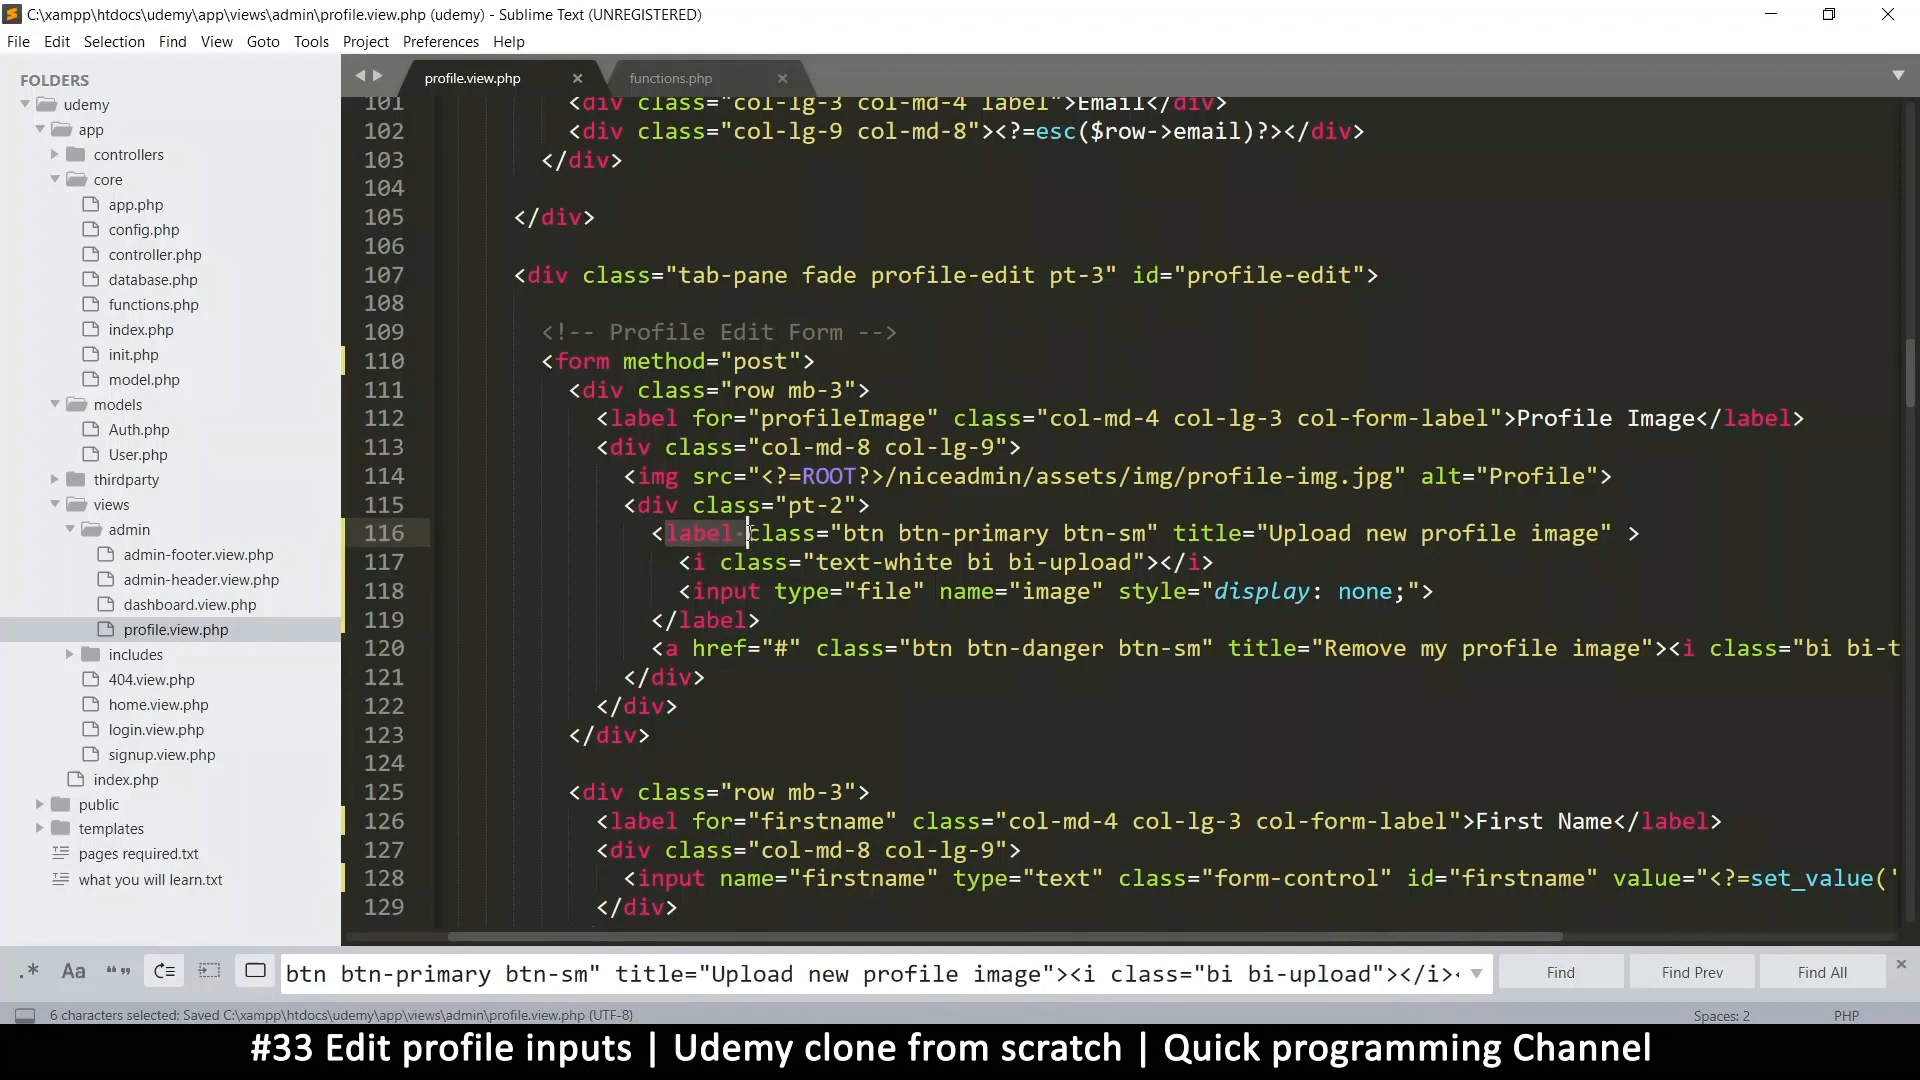 C:\xampp\htdocs\udemy\app\views\admin\profile.view.php (udemy) - Sublime Text (UNREGISTERED)
File Edit Selection Find View Goto Tools Project Preferences Help
FOLDERS
udemy
app
controllers
core
app.php
config.php
controller.php
database.php
functions.php
index.php
init.php
model.php
models
Auth.php
User.php
thirdparty
views
admin
admin-footer.view.php
admin-header.view.php
dashboard.view.php
profile.view.php
includes
404.view.php
home.view.php
login.view.php
signup.view.php
index.php
public
templates
pages required.txt
what you will learn.txt
profile.view.php functions.php
101 <div class="col-lg-3 col-md-4 label">Email</div>
102 <div class="col-lg-9 col-md-8"><?=esc($row->email)?></div>
103 </div>
104
105 </div>
106
107 <div class="tab-pane fade profile-edit pt-3" id="profile-edit">
108
109 <!-- Profile Edit Form -->
110 <form method="post">
111 <div class="row mb-3">
112 <label for="profileImage" class="col-md-4 col-lg-3 col-form-label">Profile Image</label>
113 <div class="col-md-8 col-lg-9">
114 <img src="<?=ROOT?>/niceadmin/assets/img/profile-img.jpg" alt="Profile">
115 <div class="pt-2">
116 <label class="btn btn-primary btn-sm" title="Upload new profile image" >
117 <i class="text-white bi bi-upload"></i>
118 <input type="file" name="image" style="display: none;">
119 </label>
120 <a href="#" class="btn btn-danger btn-sm" title="Remove my profile image"><i class="bi bi-t
121 </div>
122 </div>
123 </div>
124
125 <div class="row mb-3">
126 <label for="firstname" class="col-md-4 col-lg-3 col-form-label">First Name</label>
127 <div class="col-md-8 col-lg-9">
128 <input name="firstname" type="text" class="form-control" id="firstname" value="<?=set_value('
129 </div>
.* Aa “” btn btn-primary btn-sm" title="Upload new profile image"><i class="bi bi-upload"></i>< Find Find Prev Find All
6 characters selected; Saved C:\xampp\htdocs\udemy\app\views\admin\profile.view.php (UTF-8) Spaces: 2 PHP
#33 Edit profile inputs | Udemy clone from scratch | Quick programming Channel